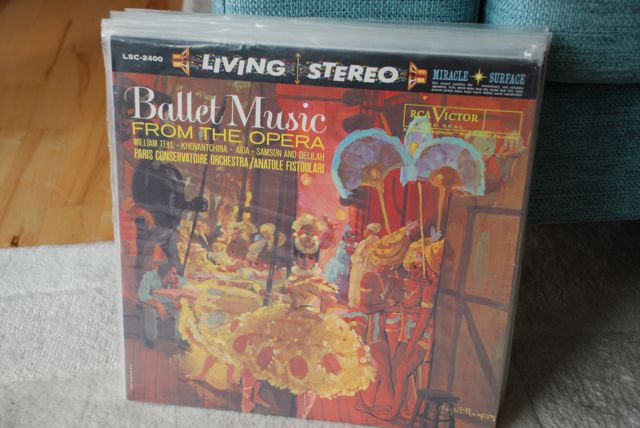 LSC-2400
LIVING STEREO
MIRACLE SURFACE
Ballet Music
FROM THE OPERA
WILLIAM TELL · KHOVANTCHINA · AÏDA · SAMSON AND DELILAH
PARIS CONSERVATOIRE ORCHESTRA/ANATOLE FISTOULARI
RCA VICTOR